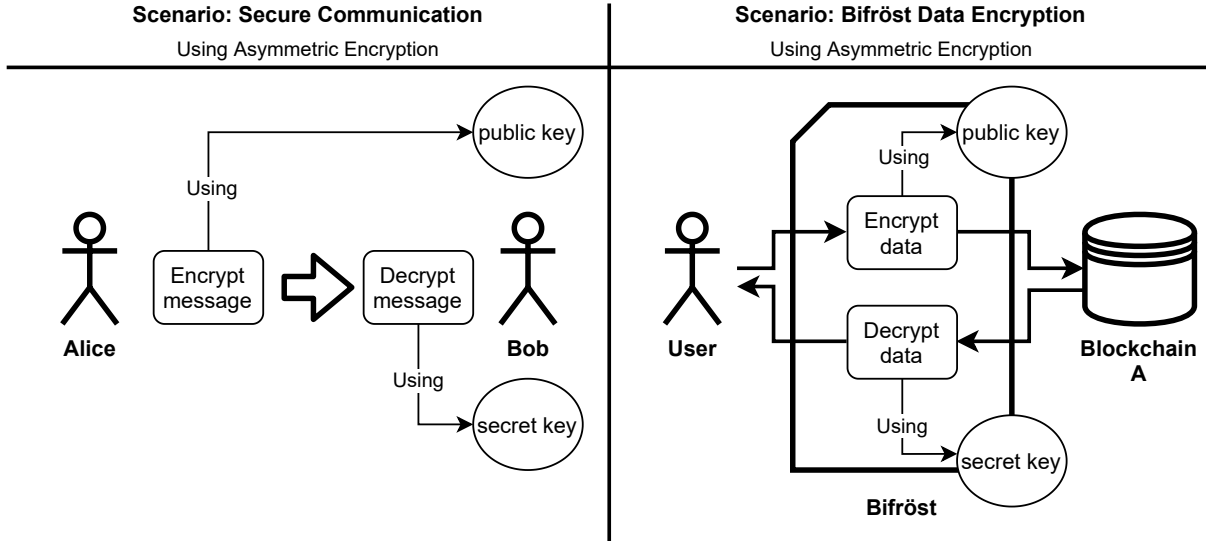 Scenario: Secure Communication
Using Asymmetric Encryption
public key
Using
Encrypt
message
Decrypt
message
Alice
Bob
Using
secret key
Scenario: Bifröst Data Encryption
Using Asymmetric Encryption
public key
Using
Encrypt
data
Decrypt
data
User
Blockchain
A
Using
secret key
Bifröst